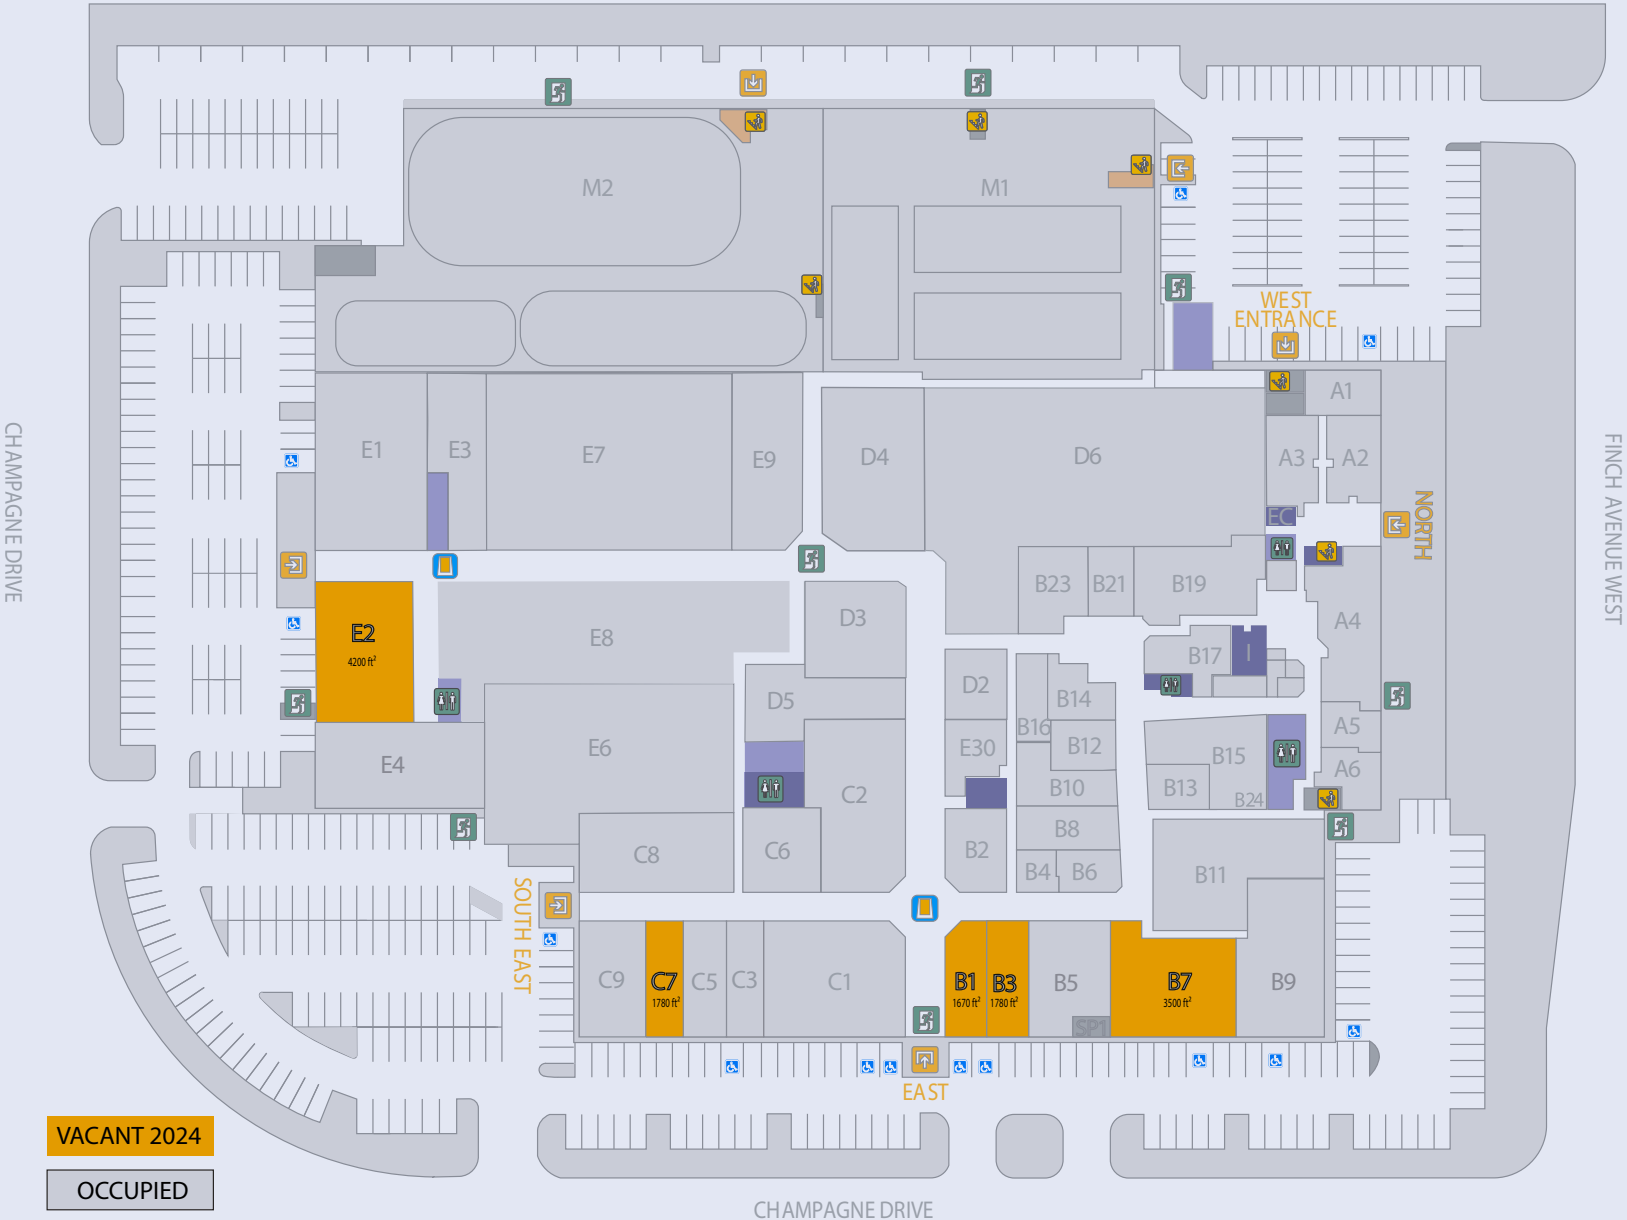 M2
M1
WEST
ENTRANCE
A1
E1
E3
E7
E9
D4
D6
A3
A2
CHAMPAGNE DRIVE
FINCH AVENUE WEST
NORTH
EC
B23
B21
B19
E2
4200 ft²
E8
D3
A4
B17
I
D5
D2
B14
B16
E6
E4
E30
B12
B15
A5
A6
B10
B13
B24
C2
C8
C6
B2
B8
B4
B6
B11
SOUTH EAST
C9
C7
1780 ft²
C5
C3
C1
B1
1670 ft²
B3
1780 ft²
B5
SP1
B7
3500 ft²
B9
EAST
VACANT 2024
OCCUPIED
CHAMPAGNE DRIVE